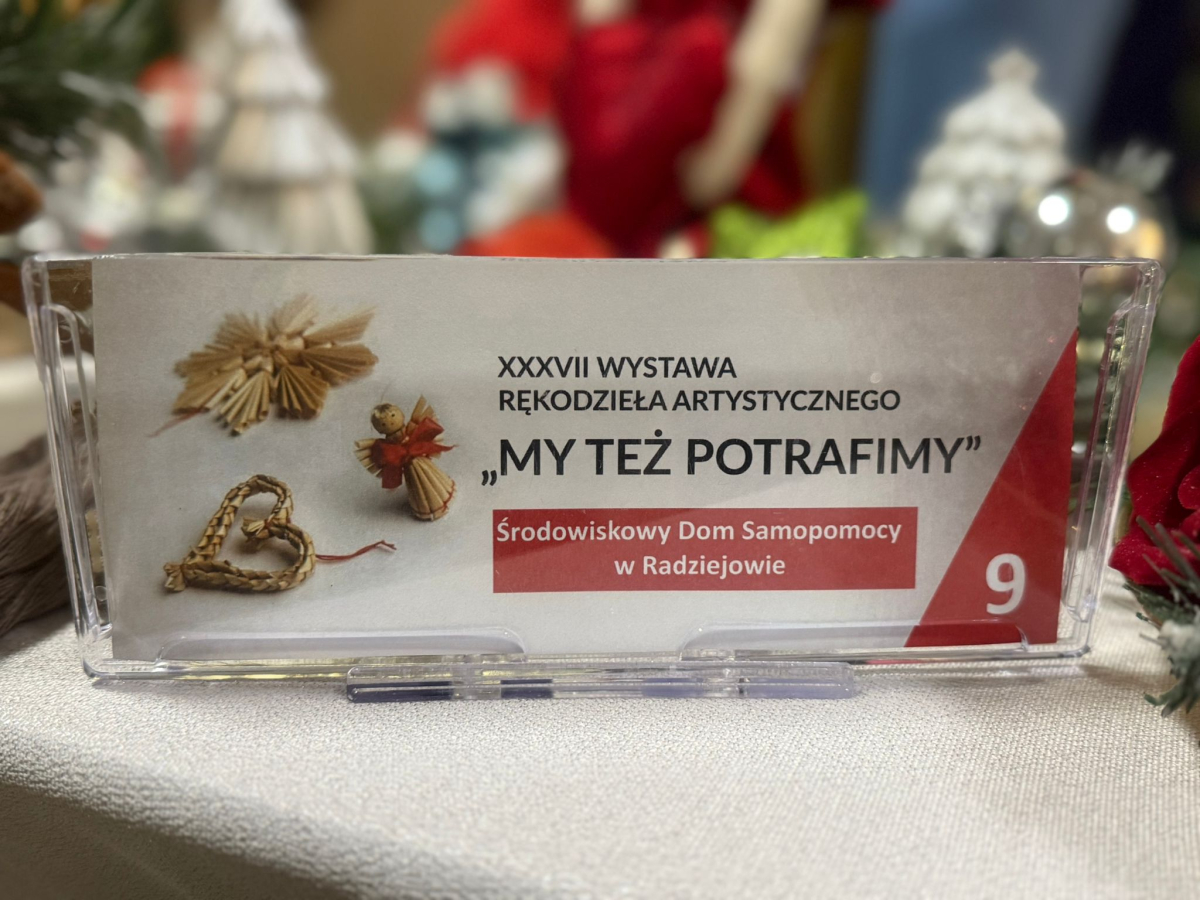 XXXVII WYSTAWA
RĘKODZIEŁA ARTYSTYCZNEGO
„MY TEŻ POTRAFIMY”
Środowiskowy Dom Samopomocy
w Radziejowie
9